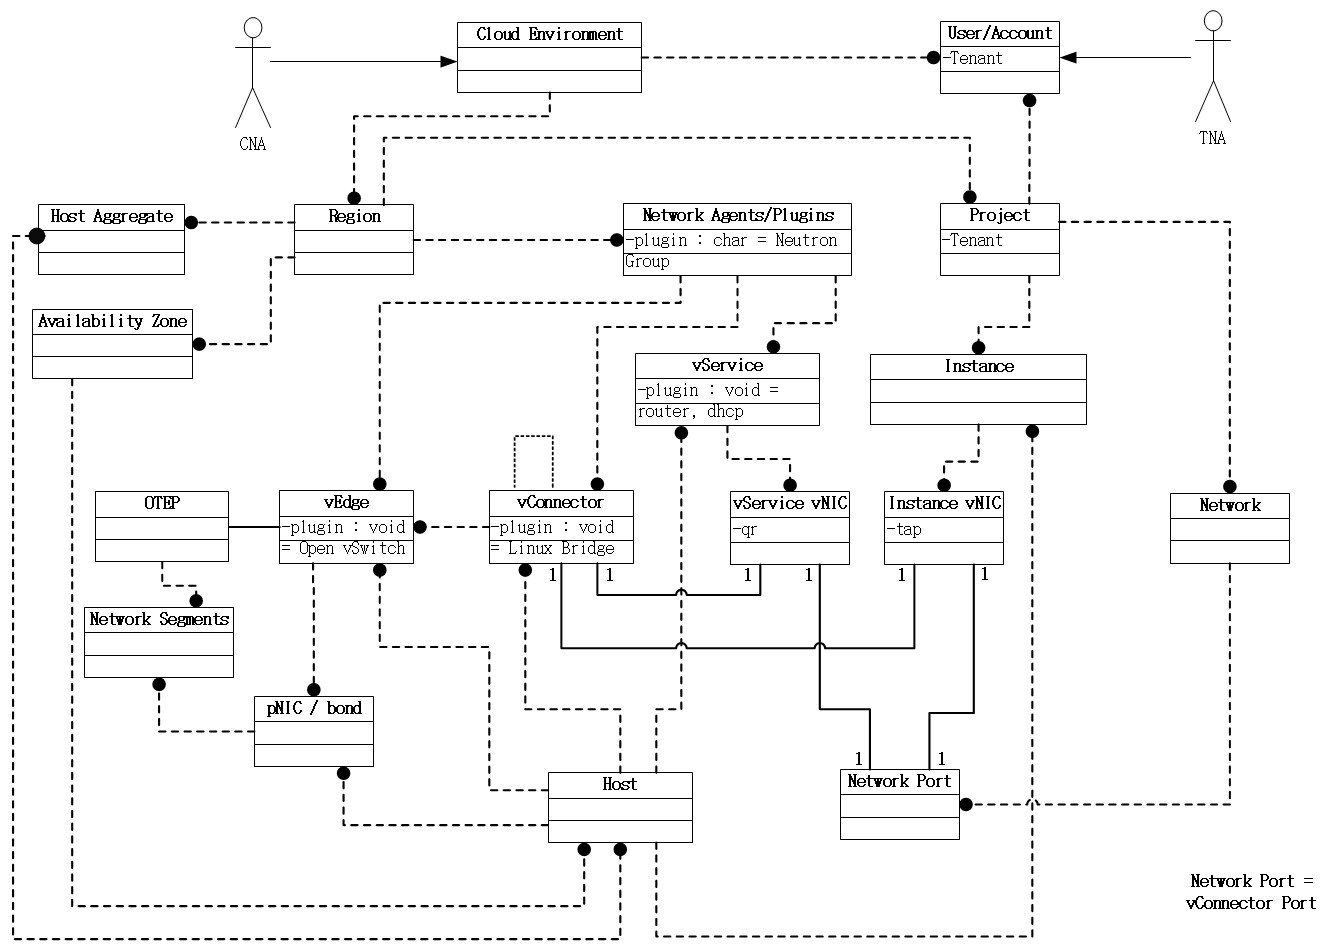 Cloud Environment
User/Account
-Tenant
CNA
TNA
Host Aggregate
Region
Network Agents/Plugins
-plugin : char = Neutron
Group
Project
-Tenant
Availability Zone
vService
-plugin : void =
router, dhcp
Instance
OTEP
vEdge
-plugin : void
= Open vSwitch
vConnector
-plugin : void
= Linux Bridge
vService vNIC
-qr
Instance vNIC
-tap
Network
1
1
1
1
1
1
Network Segments
pNIC / bond
1
1
Host
Network Port
Network Port =
vConnector Port